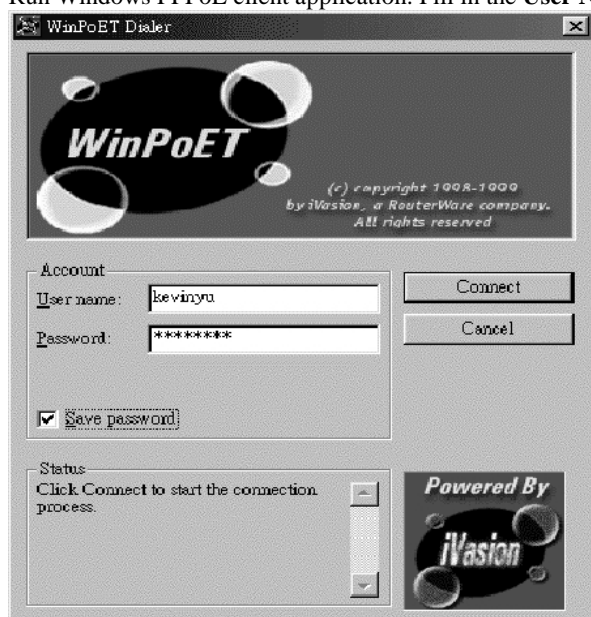 Run Windows PPPoE client application. Fill in the User N
WinPoET Dialer
WinPoET
(c) copyright 1998-1999
by iVasion, a RouterWare company.
All rights reserved
Account
User name:
kevinyu
Connect
Password:
********
Cancel
Save password
Status
Click Connect to start the connection
process.
Powered By
iVasion